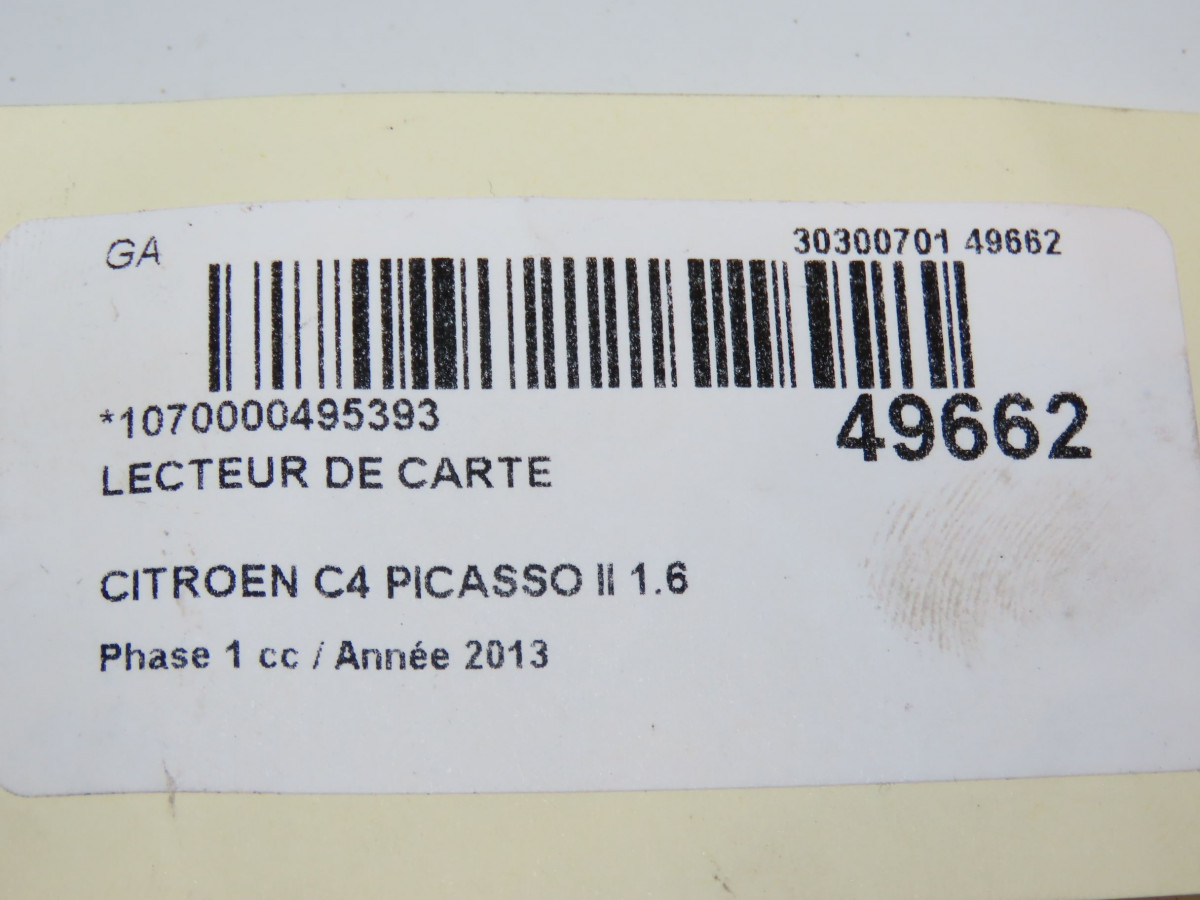 GA
30300701 49662
*1070000495393
49662
LECTEUR DE CARTE
CITROEN C4 PICASSO II 1.6
Phase 1 cc / Année 2013